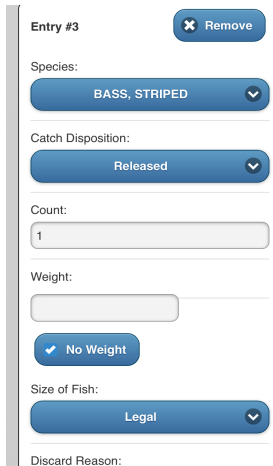 Entry #3
Remove
Species:
BASS, STRIPED
Catch Disposition:
Released
Count:
1
Weight:
No Weight
Size of Fish:
Legal
Discard Reason: